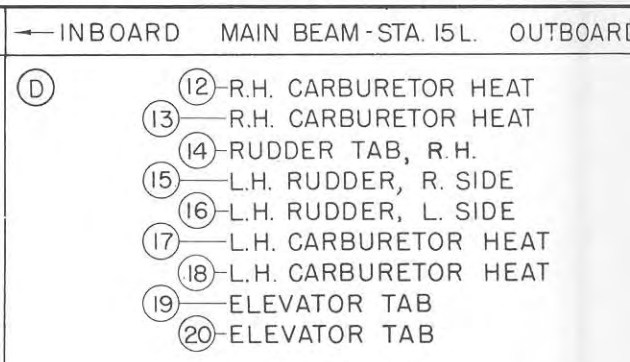 ←INBOARD MAIN BEAM-STA. 15 L. OUTBOARD
D
12 R.H. CARBURETOR HEAT
13 R.H. CARBURETOR HEAT
14 RUDDER TAB, R.H.
15 L.H. RUDDER, R. SIDE
16 L.H. RUDDER, L. SIDE
17 L.H. CARBURETOR HEAT
18 L.H. CARBURETOR HEAT
19 ELEVATOR TAB
20 ELEVATOR TAB